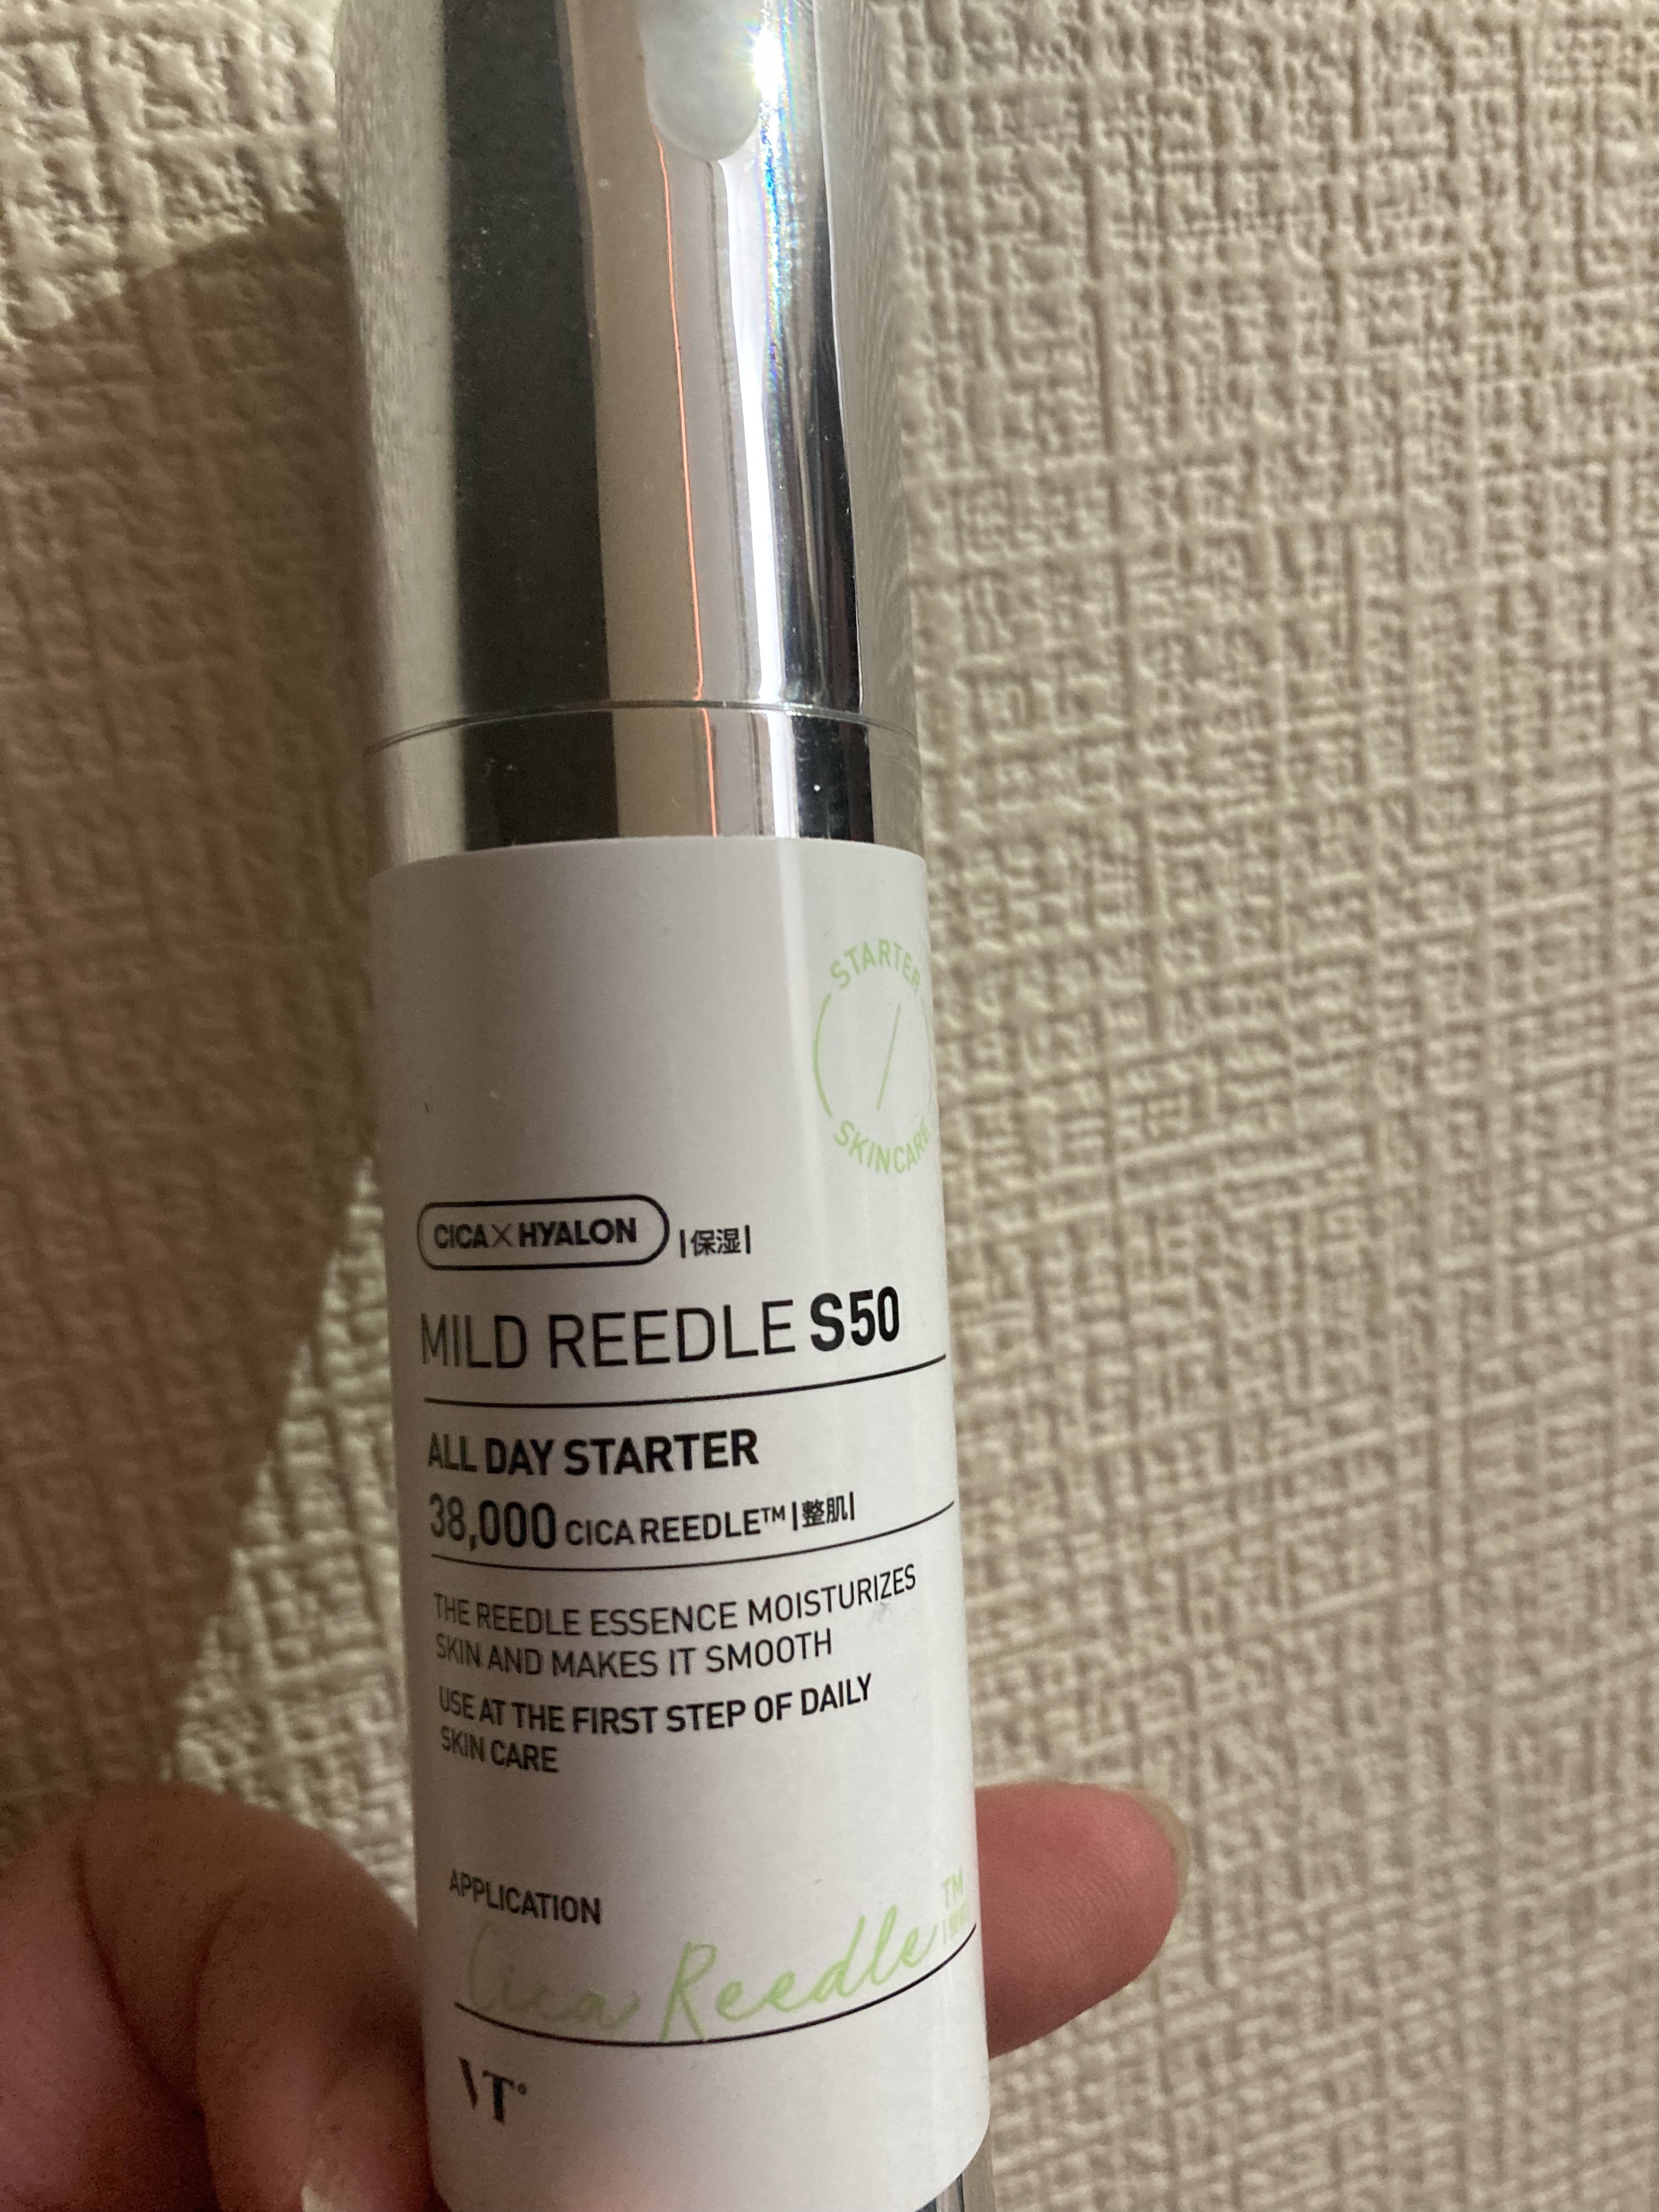 STARTER
SKINCARE
CICA×HYALON |保湿|
MILD REEDLE S50
ALL DAY STARTER
38,000 CICA REEDLE™ |整肌|
THE REEDLE ESSENCE MOISTURIZES
SKIN AND MAKES IT SMOOTH
USE AT THE FIRST STEP OF DAILY
SKIN CARE
APPLICATION
Cica Reedle™
VT®